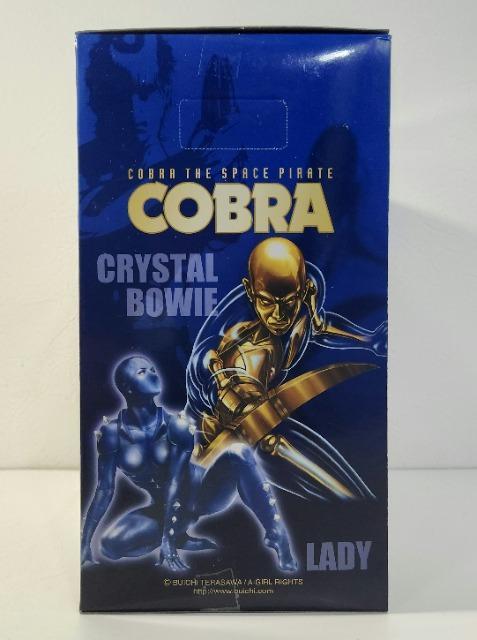 COBRA THE SPACE PIRATE
COBRA
CRYSTAL
BOWIE
LADY
© BUICHI TERASAWA / A-GIRL RIGHTS
http://www.buichi.com